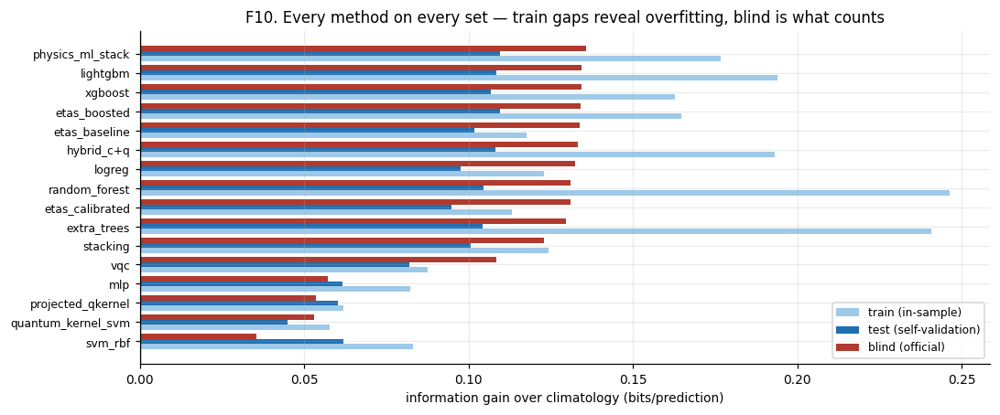 F10. Every method on every set — train gaps reveal overfitting, blind is what counts
physics_ml_stack
lightgbm
xgboost
etas_boosted
etas_baseline
hybrid_c+q
logreg
random_forest
etas_calibrated
extra_trees
stacking
vqc
mlp
projected_qkernel
quantum_kernel_svm
svm_rbf
train (in-sample)
test (self-validation)
blind (official)
0.00 0.05 0.10 0.15 0.20 0.25
information gain over climatology (bits/prediction)